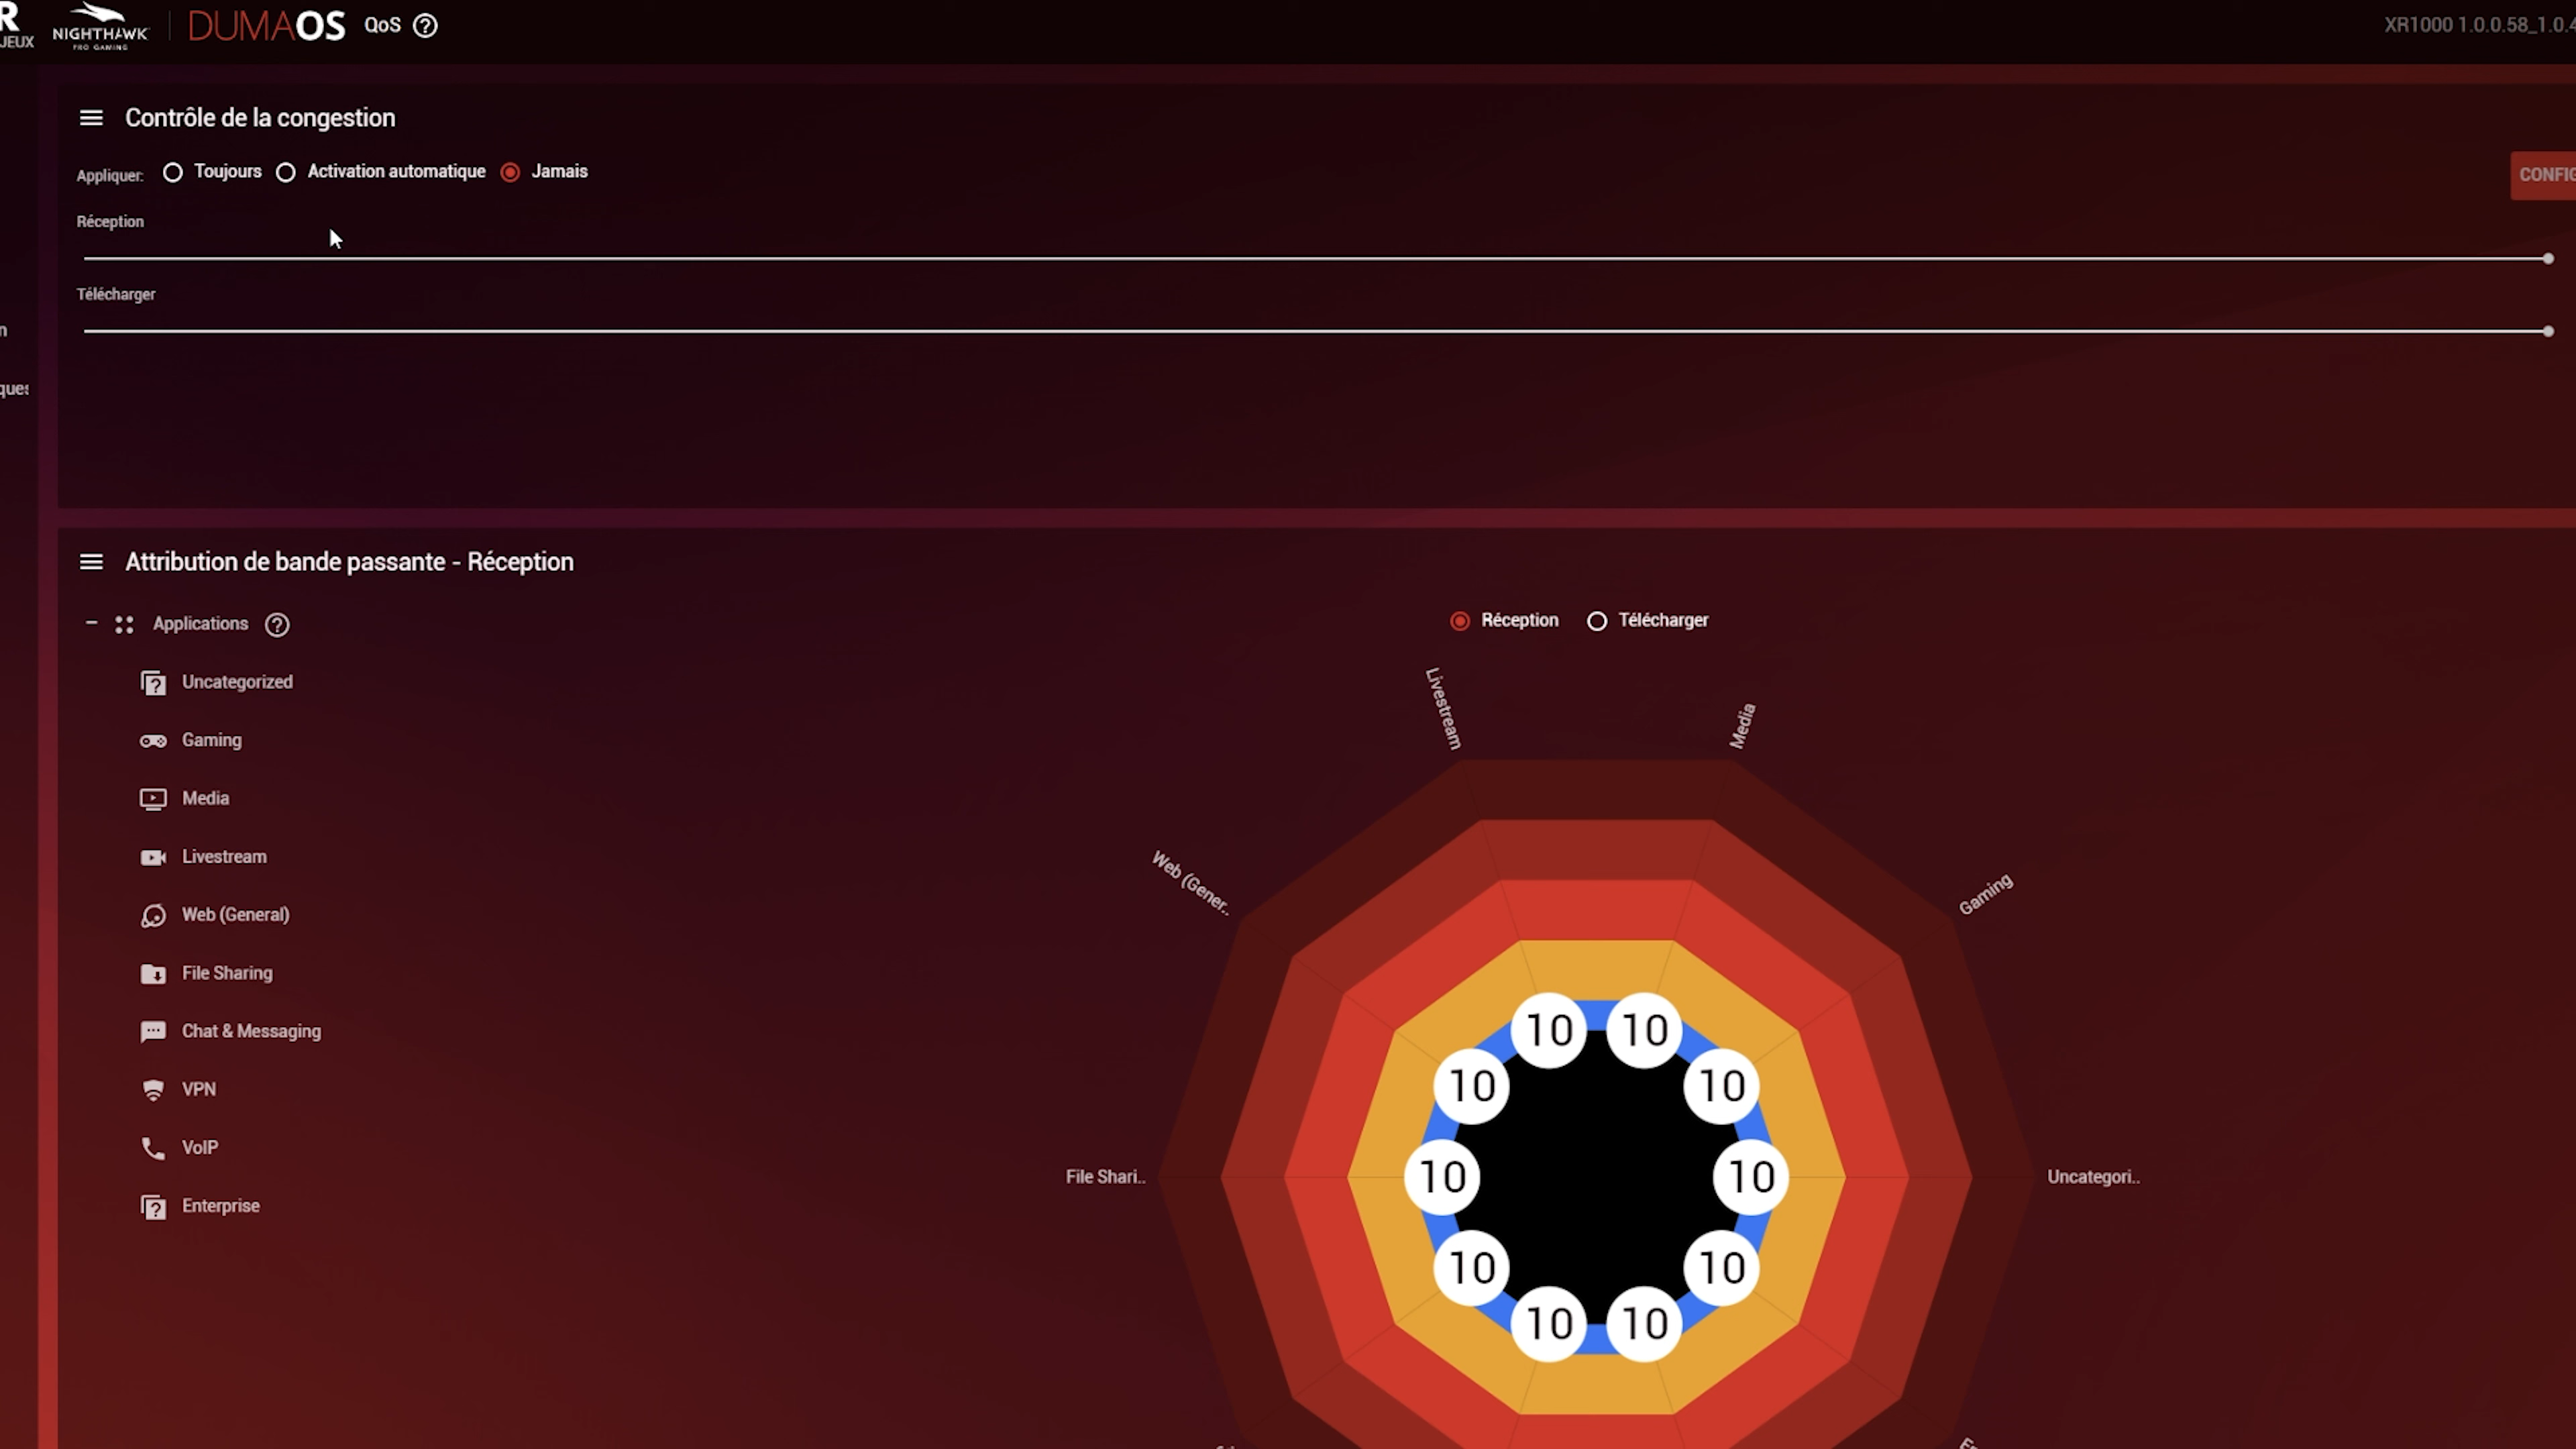 R
JEUX
NIGHTHAWK
PRO GAMING
DUMAOS
QoS ?
XR1000 1.0.0.58_1.0.4
Contrôle de la congestion
Appliquer: Toujours Activation automatique Jamais
CONFIG
Réception
Télécharger
n
ques
Attribution de bande passante - Réception
Applications ?
Réception Télécharger
Uncategorized
Gaming
Media
Livestream
Web (General)
File Sharing
Chat & Messaging
VPN
VoIP
Enterprise
Livestream
Media
Web (Gener..
Gaming
File Shari..
Uncategori..
10 10
10 10
10 10
10 10
10 10